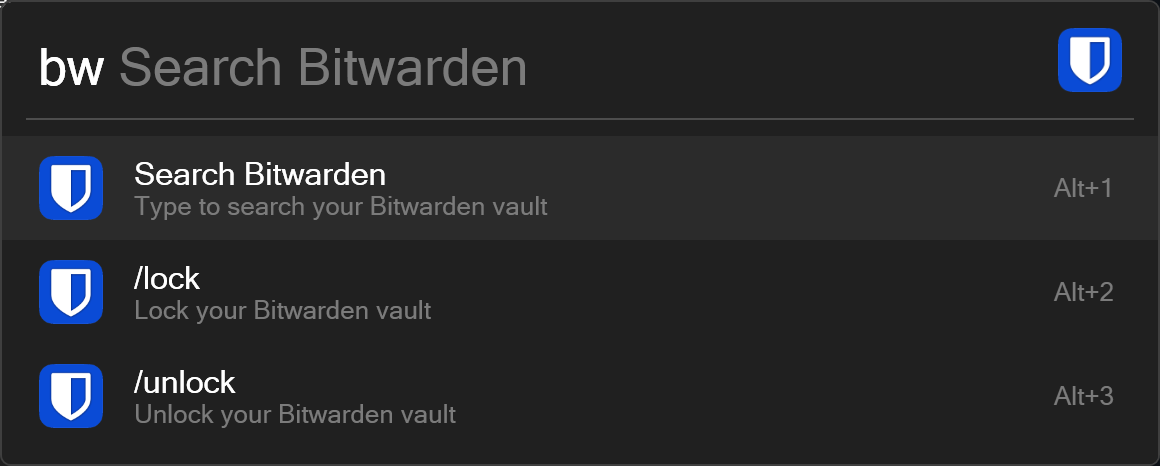 bw Search Bitwarden
Search Bitwarden
Type to search your Bitwarden vault
Alt+1
/lock
Lock your Bitwarden vault
Alt+2
/unlock
Unlock your Bitwarden vault
Alt+3